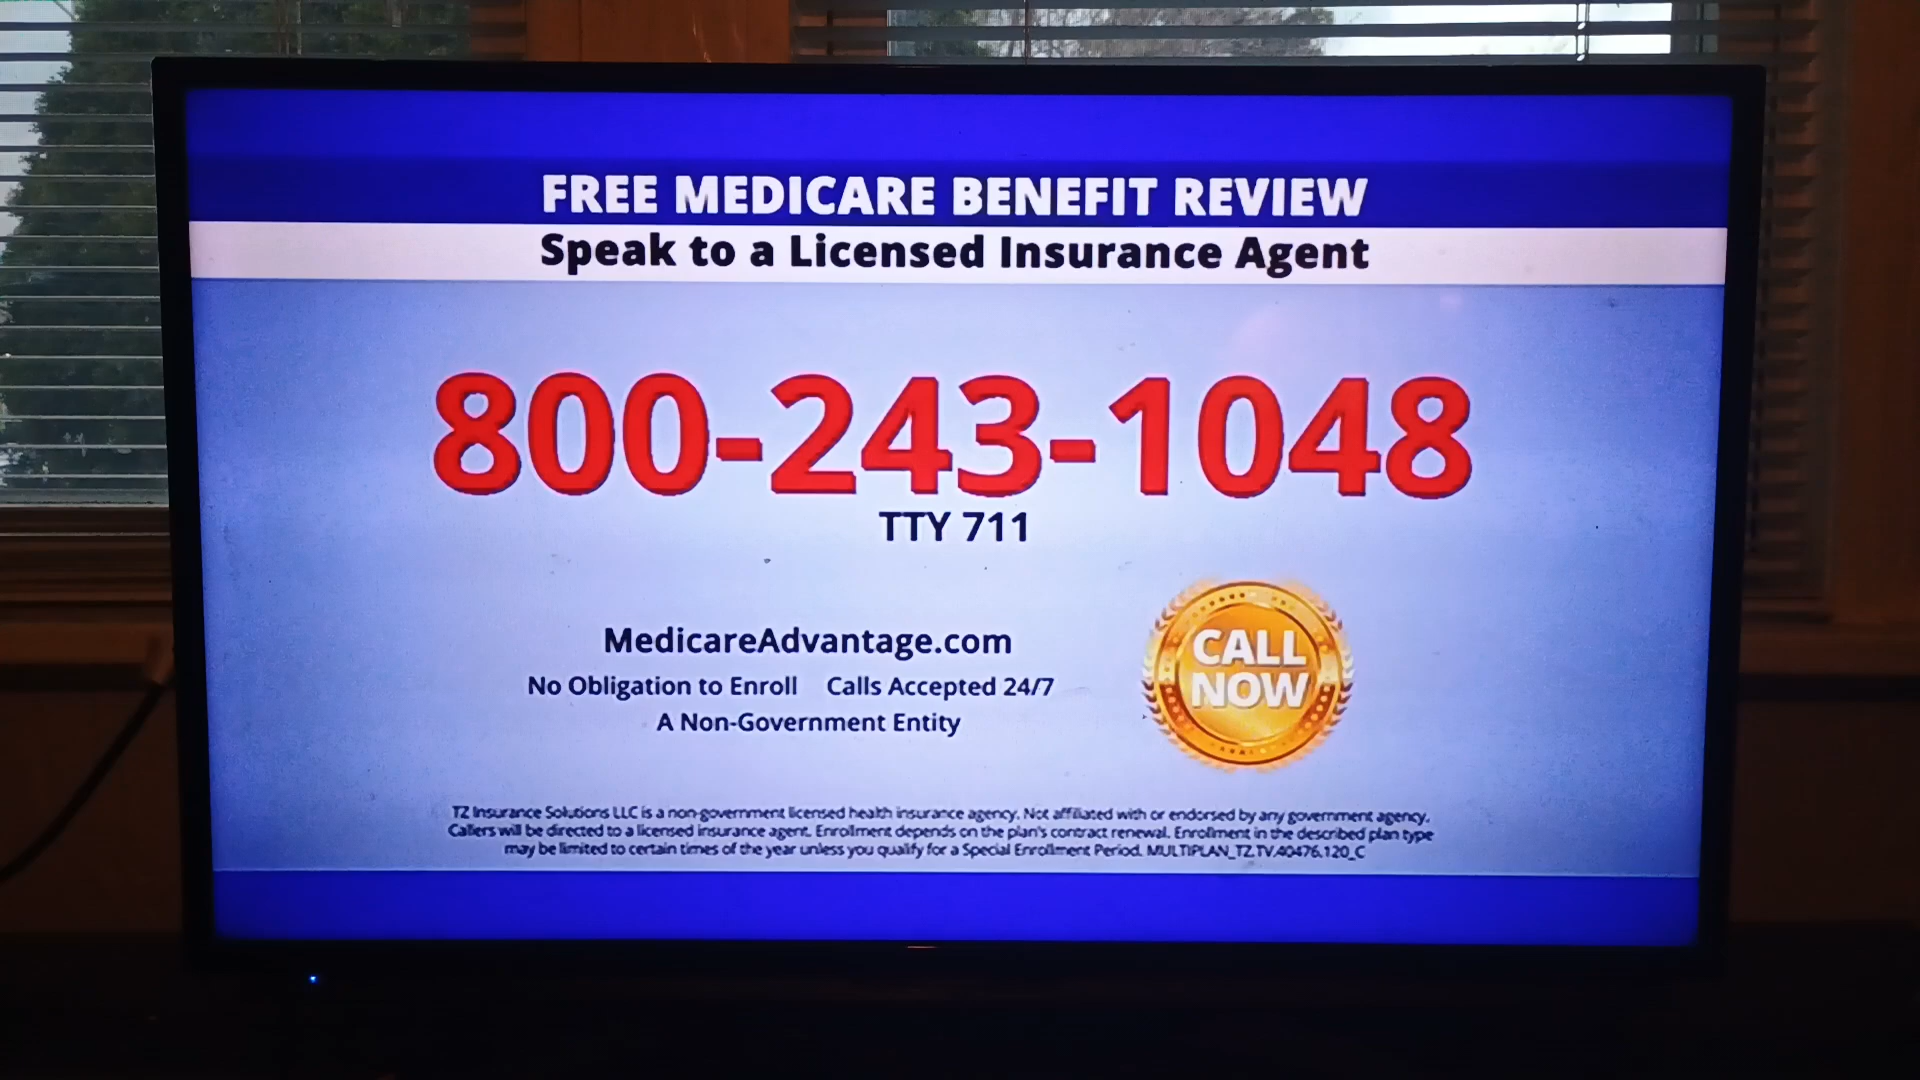 FREE MEDICARE BENEFIT REVIEW
Speak to a Licensed Insurance Agent
800-243-1048
TTY 711
MedicareAdvantage.com
No Obligation to Enroll Calls Accepted 24/7
A Non-Government Entity
CALL
NOW
TZ Insurance Solutions LLC is a non-government licensed health insurance agency. Not affiliated with or endorsed by any government agency.
Callers will be directed to a licensed insurance agent. Enrollment depends on the plan's contract renewal. Enrollment in the described plan type
may be limited to certain times of the year unless you qualify for a Special Enrollment Period. MULTIPLAN_TZ.TV.40476.120_C